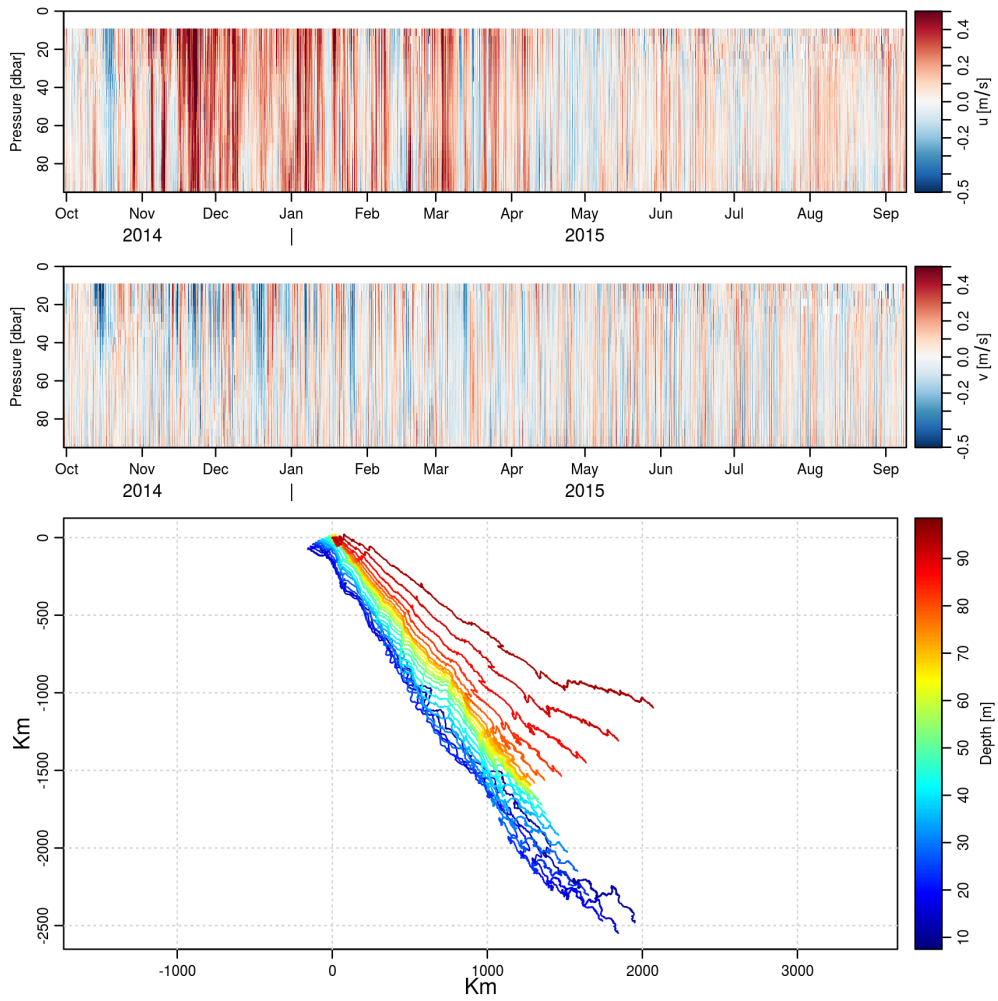 0
20
40
60
80
Pressure [dbar]
Oct Nov Dec Jan Feb Mar Apr May Jun Jul Aug Sep
2014 | 2015
-0.5 -0.2 0.0 0.2 0.4
u [m/s]
0
20
40
60
80
Pressure [dbar]
Oct Nov Dec Jan Feb Mar Apr May Jun Jul Aug Sep
2014 | 2015
-0.5 -0.2 0.0 0.2 0.4
v [m/s]
0
-500
-1000
-1500
-2000
-2500
Km
-1000 0 1000 2000 3000
Km
10 20 30 40 50 60 70 90
Depth [m]